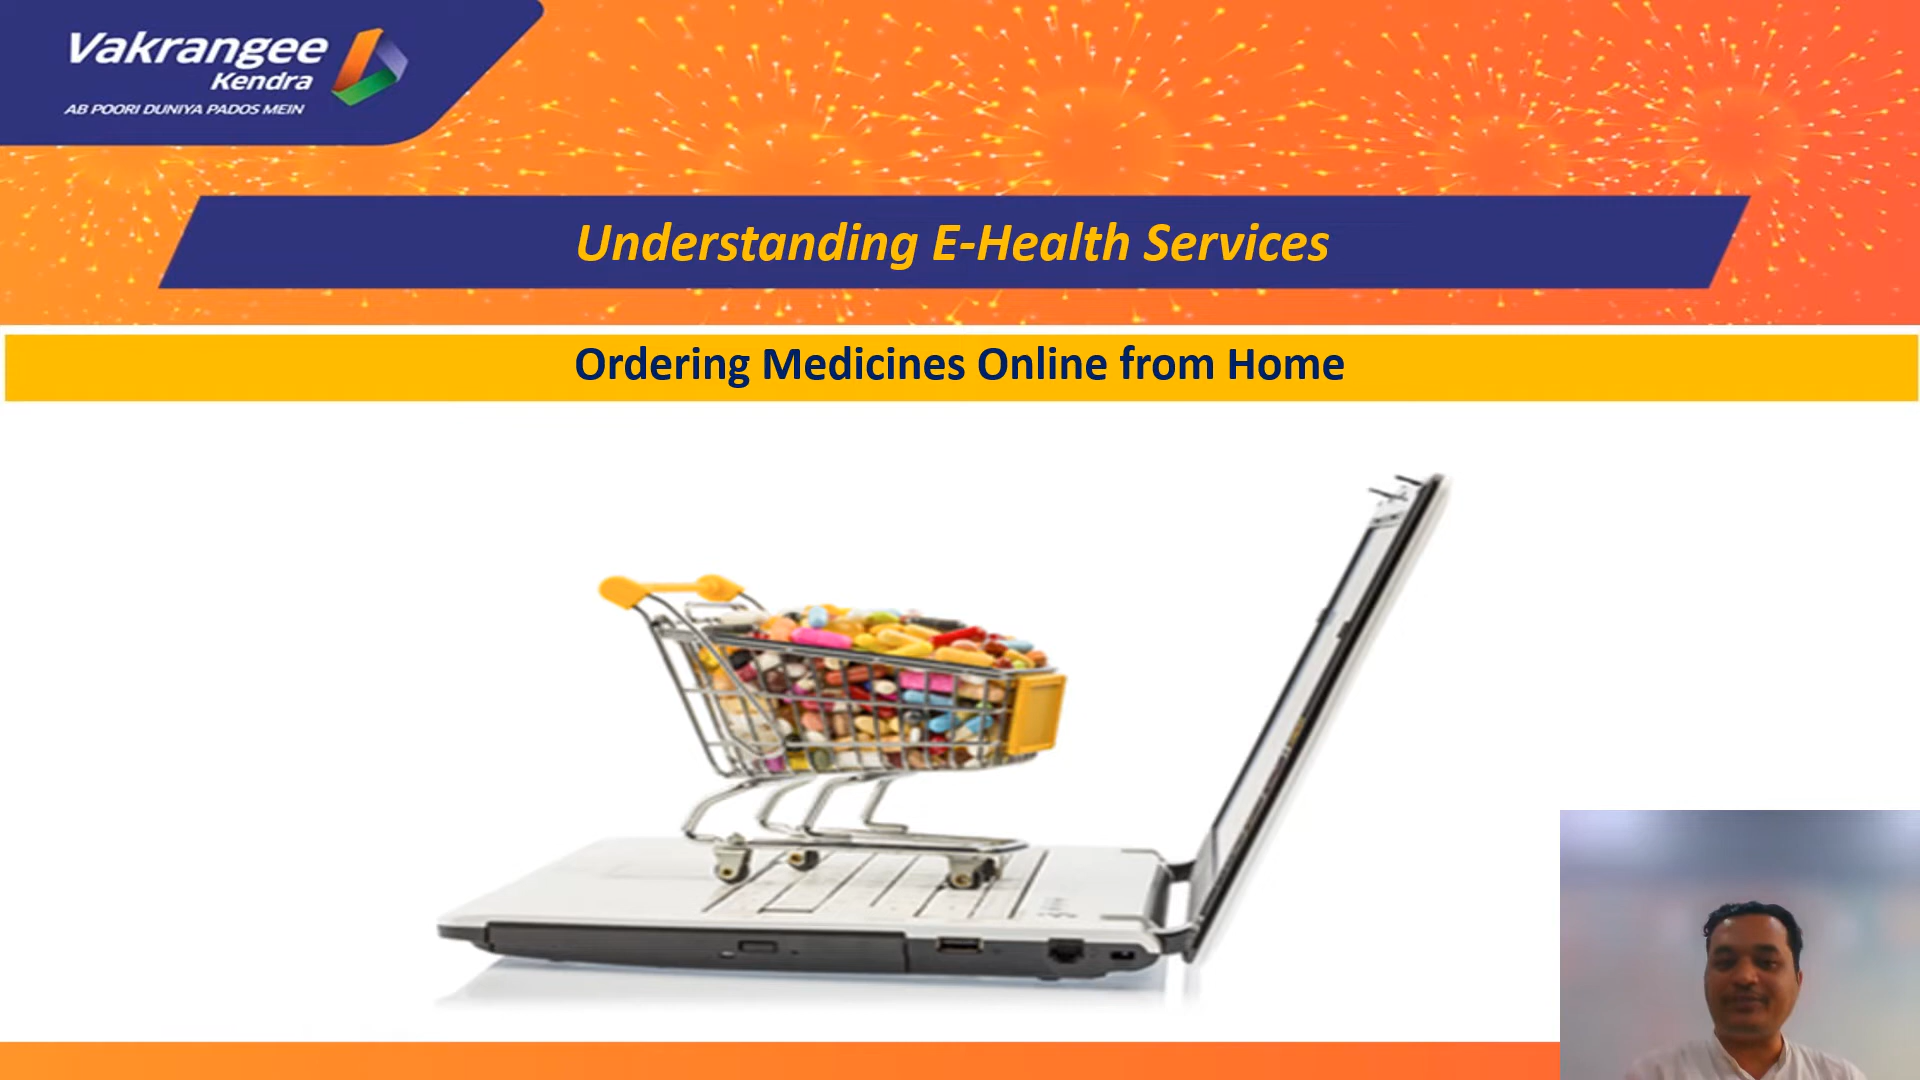 Vakrangee
Kendra
AB POORI DUNIYA PADOS MEIN
Understanding E-Health Services
Ordering Medicines Online from Home